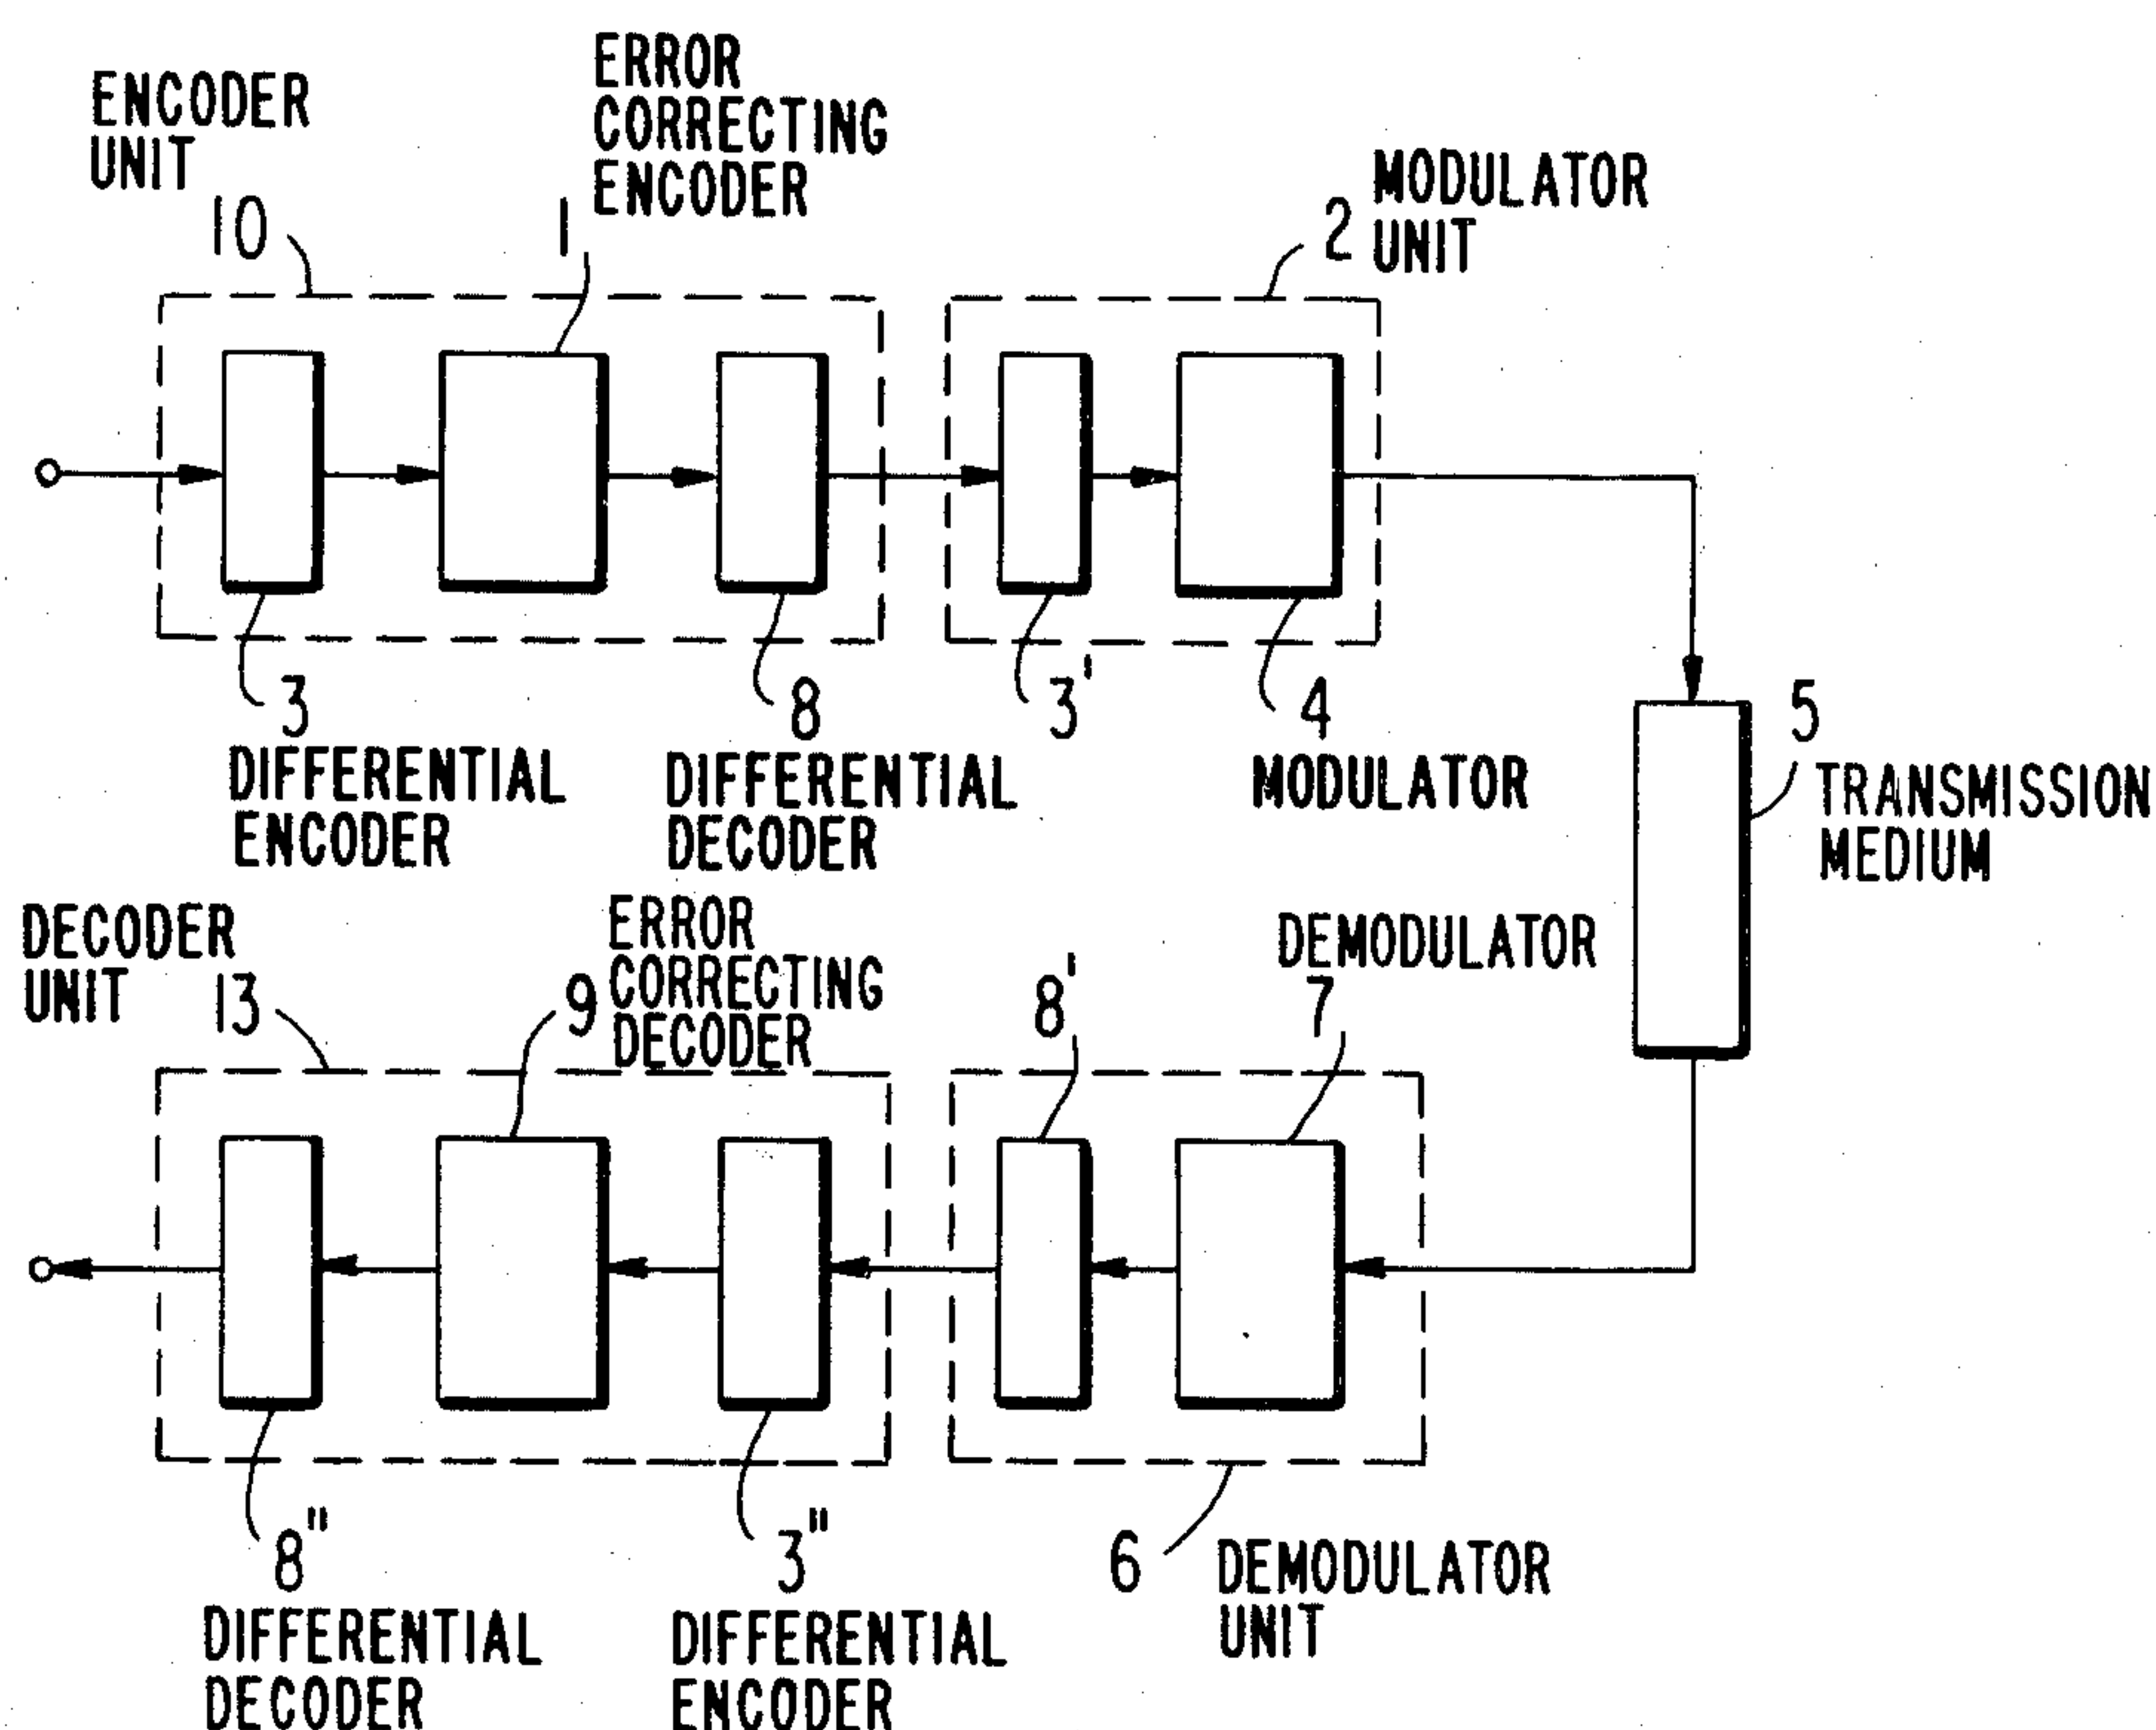 ENCODER
UNIT
10
ERROR
CORRECTING
ENCODER
1
MODULATOR
UNIT
2
3
DIFFERENTIAL
ENCODER
8
DIFFERENTIAL
DECODER
3'
4
MODULATOR
5
TRANSMISSION
MEDIUM
DECODER
UNIT
13
9
ERROR
CORRECTING
DECODER
8'
DEMODULATOR
7
8"
DIFFERENTIAL
DECODER
3"
DIFFERENTIAL
ENCODER
6
DEMODULATOR
UNIT